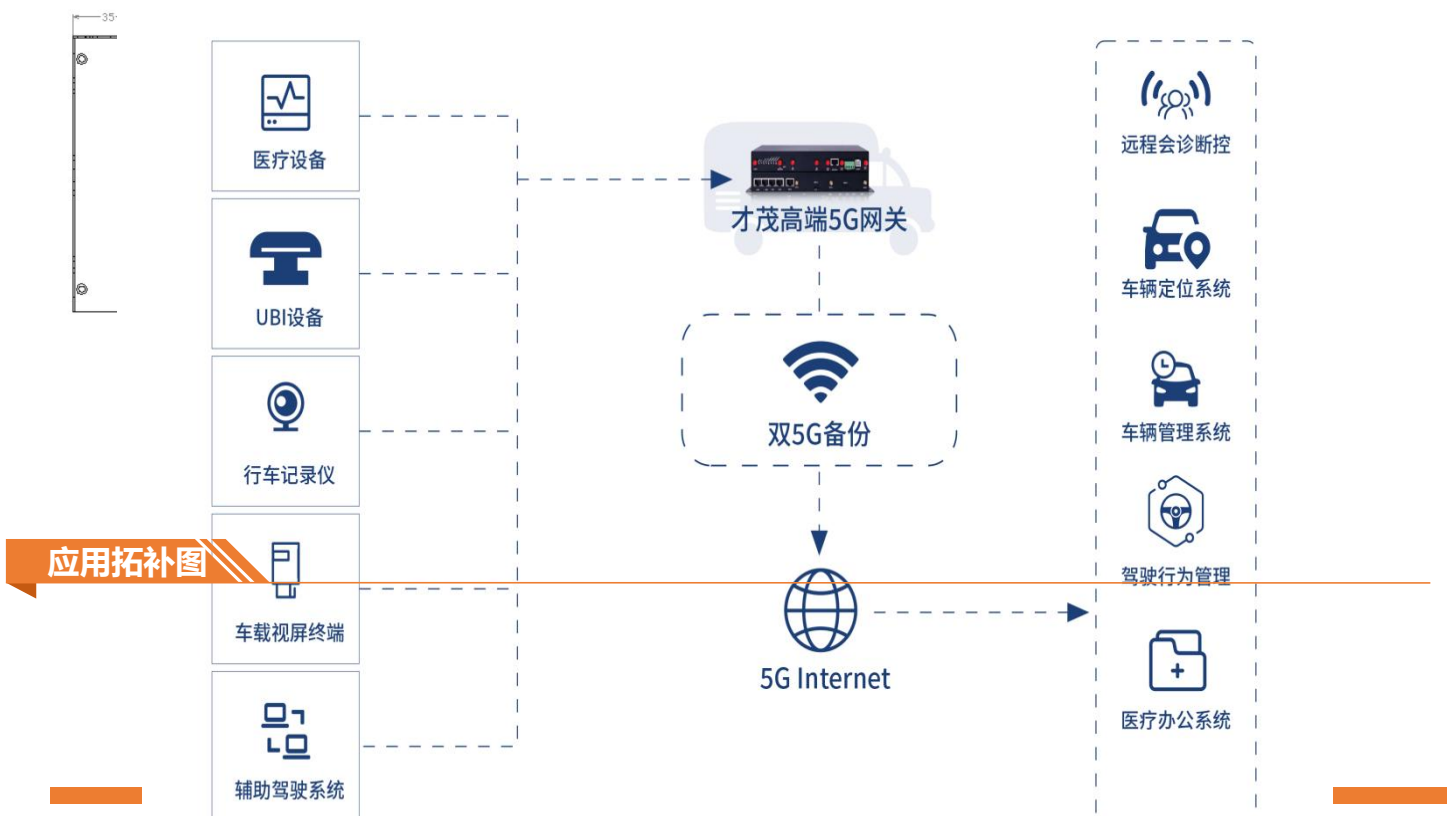 35
医疗设备
UBI设备
行车记录仪
车载视屏终端
辅助驾驶系统
应用拓补图
才茂高端5G网关
双5G备份
5G Internet
远程会诊断控
车辆定位系统
车辆管理系统
驾驶行为管理
医疗办公系统